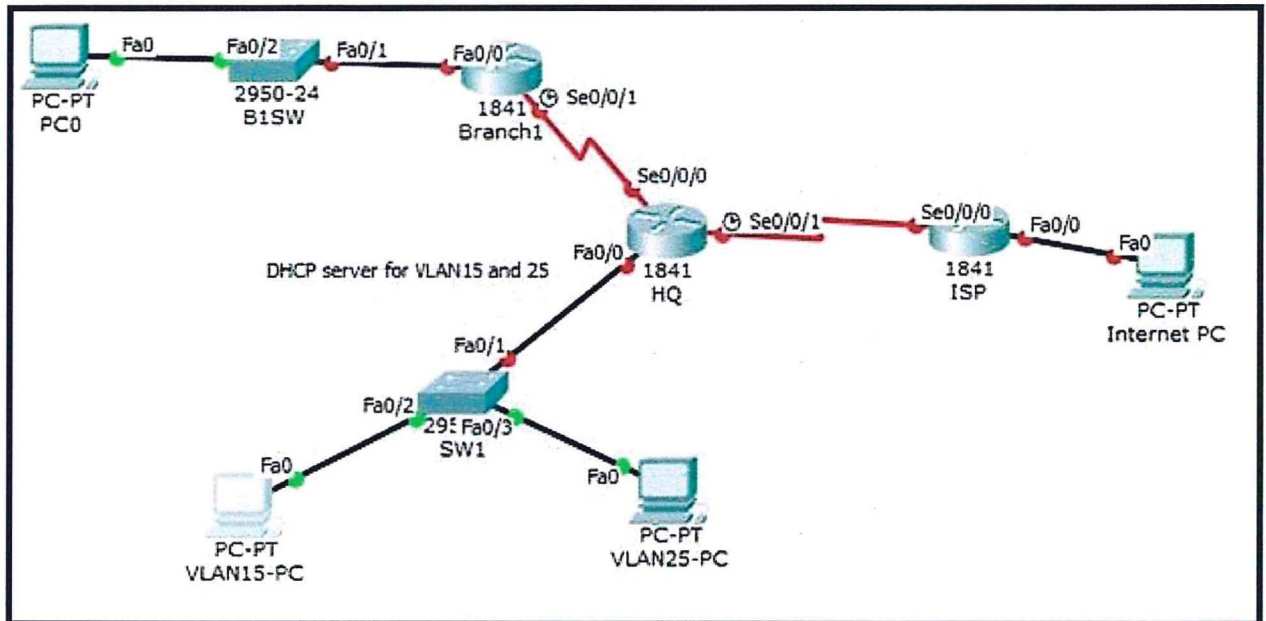 Fa0
Fa0/2
Fa0/1
Fa0/0
PC-PT
PC0
2950-24
B1SW
1841
Branch1
Se0/0/1
Se0/0/0
Se0/0/1
Se0/0/0
Fa0/0
Fa0
Fa0/0
1841
HQ
1841
ISP
PC-PT
Internet PC
DHCP server for VLAN15 and 25
Fa0/1
Fa0/2
295 Fa0/3
SW1
Fa0
Fa0
PC-PT
VLAN15-PC
PC-PT
VLAN25-PC